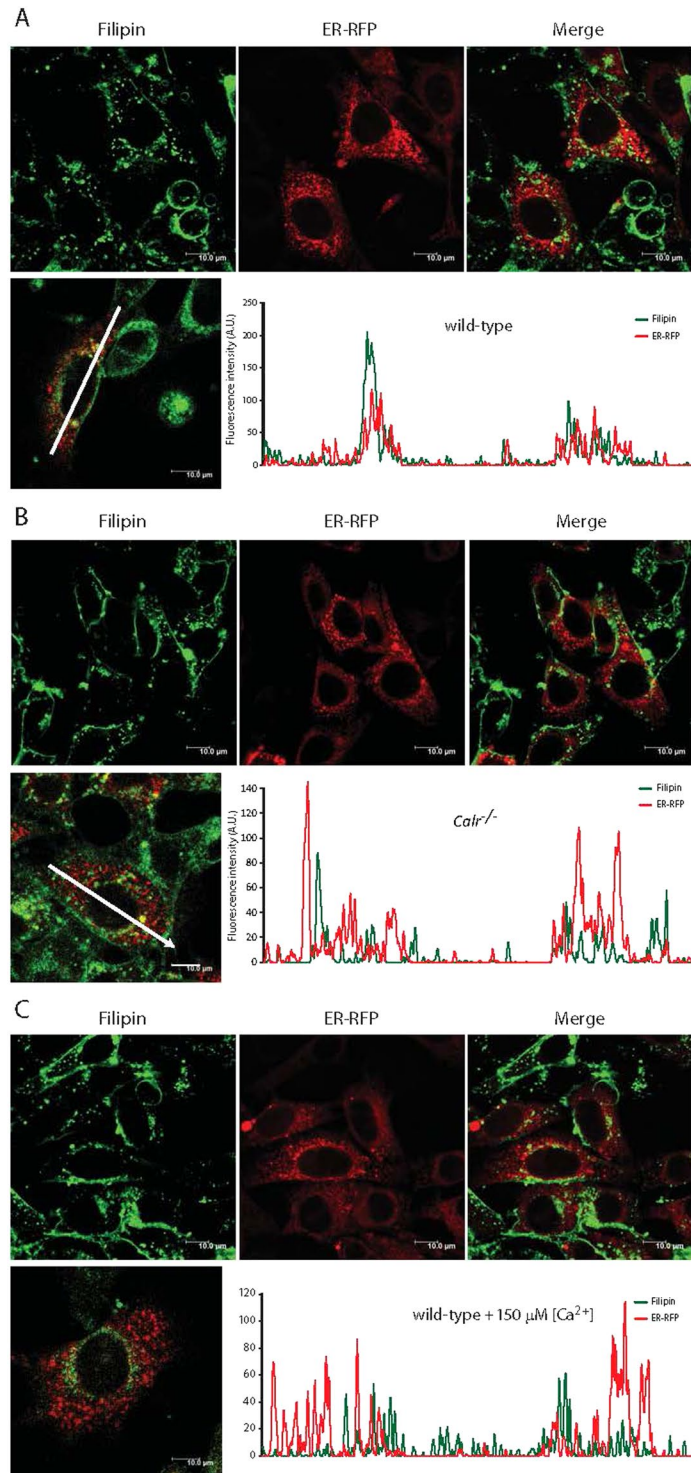 A
Filipin ER-RFP Merge
10.0 µm 10.0 µm 10.0 µm
10.0 µm
Fluorescence intensity (A.U.)
250
200
150
100
50
0
wild-type
Filipin
ER-RFP
B
Filipin ER-RFP Merge
10.0 µm 10.0 µm 10.0 µm
10.0 µm
Fluorescence intensity (A.U.)
140
120
100
80
60
40
20
0
Calr-/-
Filipin
ER-RFP
C
Filipin ER-RFP Merge
10.0 µm 10.0 µm 10.0 µm
10.0 µm
120
100
80
60
40
20
0
wild-type + 150 µM [Ca2+]
Filipin
ER-RFP